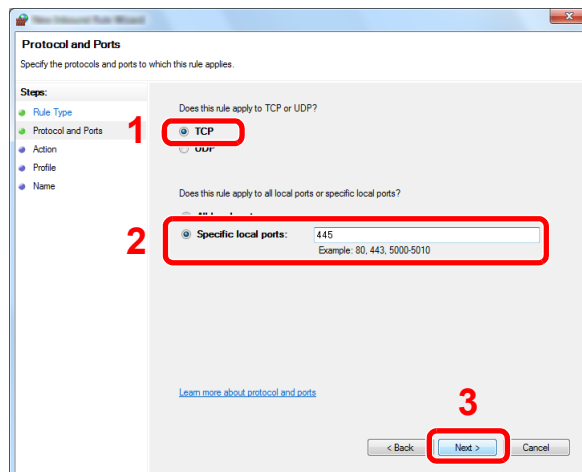 Protocol and Ports
Specify the protocols and ports to which this rule applies.
Steps:
Rule Type
Protocol and Ports
Action
Profile
Name
Does this rule apply to TCP or UDP?
1
TCP
UDP
Does this rule apply to all local ports or specific local ports?
2
Specific local ports:
445
Example: 80, 443, 5000-5010
Learn more about protocol and ports
3
< Back
Next >
Cancel